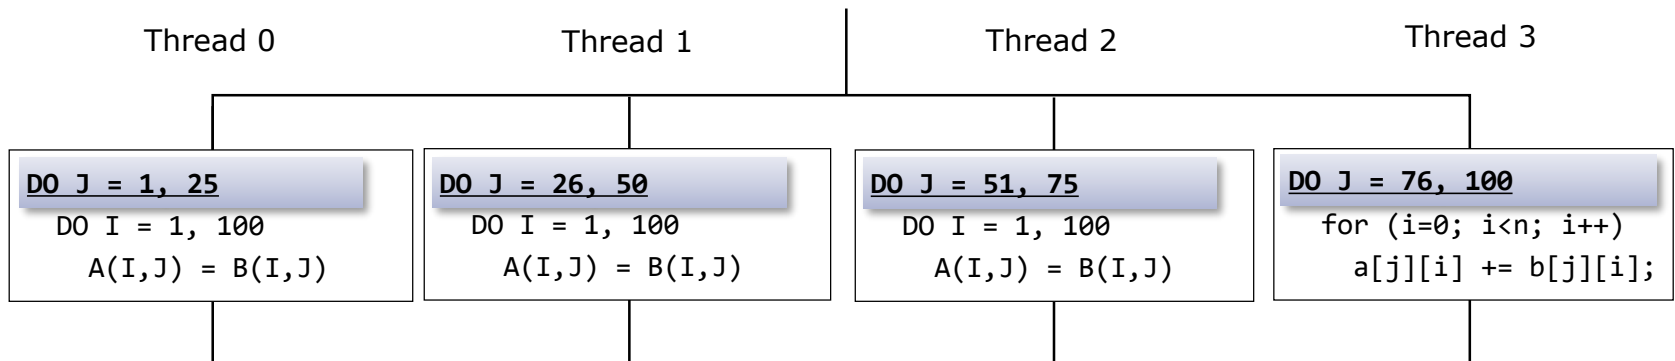 Thread 0
Thread 1
Thread 2
Thread 3
DO J = 1, 25
DO I = 1, 100
A(I,J) = B(I,J)
DO J = 26, 50
DO I = 1, 100
A(I,J) = B(I,J)
DO J = 51, 75
DO I = 1, 100
A(I,J) = B(I,J)
DO J = 76, 100
for (i=0; i<n; i++)
a[j][i] += b[j][i];